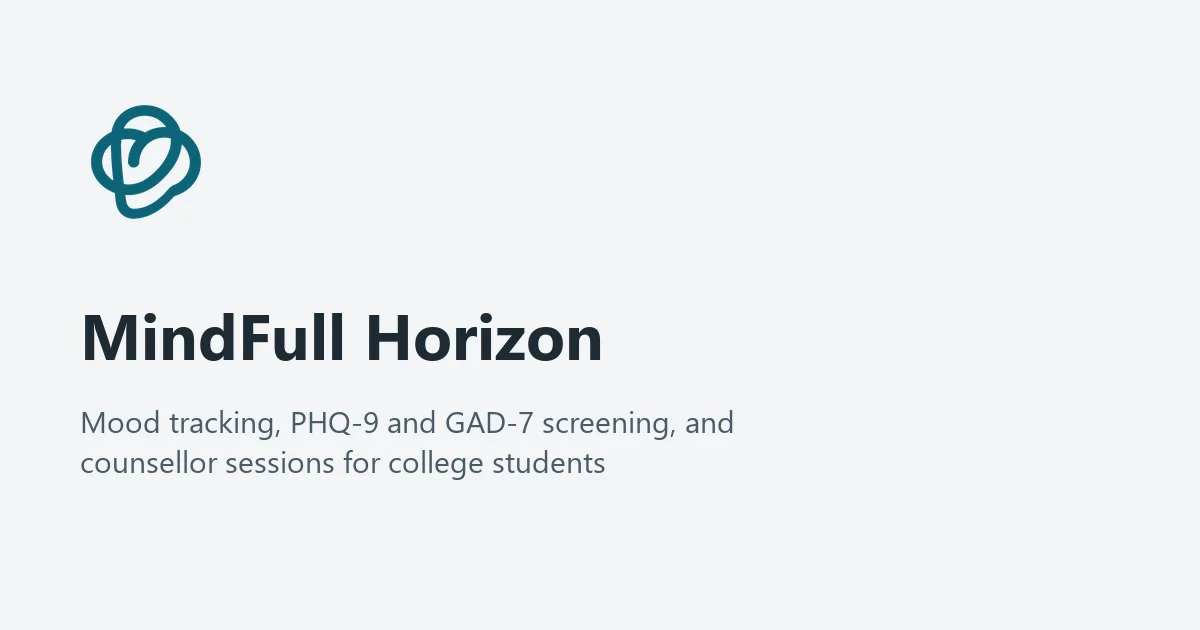 MindFull Horizon
Mood tracking, PHQ-9 and GAD-7 screening, and
counsellor sessions for college students